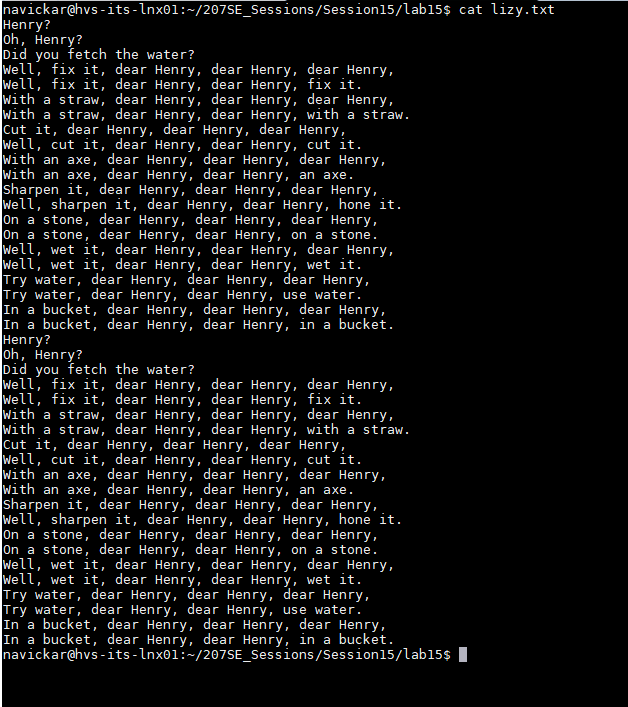 navickar@hvs-its-lnx01:~/207SE_Sessions/Session15/lab15$ cat lizy.txt
Henry?
Oh, Henry?
Did you fetch the water?
Well, fix it, dear Henry, dear Henry, dear Henry,
Well, fix it, dear Henry, dear Henry, fix it.
With a straw, dear Henry, dear Henry, dear Henry,
With a straw, dear Henry, dear Henry, with a straw.
Cut it, dear Henry, dear Henry, dear Henry,
Well, cut it, dear Henry, dear Henry, cut it.
With an axe, dear Henry, dear Henry, dear Henry,
With an axe, dear Henry, dear Henry, an axe.
Sharpen it, dear Henry, dear Henry, dear Henry,
Well, sharpen it, dear Henry, dear Henry, hone it.
On a stone, dear Henry, dear Henry, dear Henry,
On a stone, dear Henry, dear Henry, on a stone.
Well, wet it, dear Henry, dear Henry, dear Henry,
Well, wet it, dear Henry, dear Henry, wet it.
Try water, dear Henry, dear Henry, dear Henry,
Try water, dear Henry, dear Henry, use water.
In a bucket, dear Henry, dear Henry, dear Henry,
In a bucket, dear Henry, dear Henry, in a bucket.
Henry?
Oh, Henry?
Did you fetch the water?
Well, fix it, dear Henry, dear Henry, dear Henry,
Well, fix it, dear Henry, dear Henry, fix it.
With a straw, dear Henry, dear Henry, dear Henry,
With a straw, dear Henry, dear Henry, with a straw.
Cut it, dear Henry, dear Henry, dear Henry,
Well, cut it, dear Henry, dear Henry, cut it.
With an axe, dear Henry, dear Henry, dear Henry,
With an axe, dear Henry, dear Henry, an axe.
Sharpen it, dear Henry, dear Henry, dear Henry,
Well, sharpen it, dear Henry, dear Henry, hone it.
On a stone, dear Henry, dear Henry, dear Henry,
On a stone, dear Henry, dear Henry, on a stone.
Well, wet it, dear Henry, dear Henry, dear Henry,
Well, wet it, dear Henry, dear Henry, wet it.
Try water, dear Henry, dear Henry, dear Henry,
Try water, dear Henry, dear Henry, use water.
In a bucket, dear Henry, dear Henry, dear Henry,
In a bucket, dear Henry, dear Henry, in a bucket.
navickar@hvs-its-lnx01:~/207SE_Sessions/Session15/lab15$